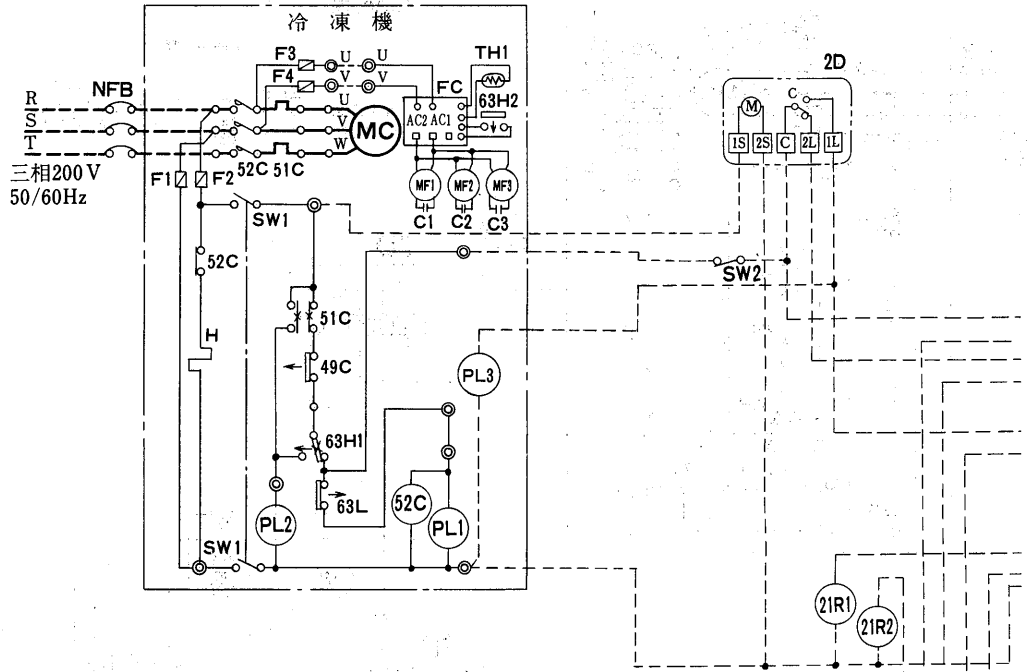 冷凍機
F3 U U TH1
F4 V V FC 63H2
2D
NFB
R
S
T
U
V
W
MC
AC2 AC1
C
M
1S 2S C 2L 1L
三相200V
50/60Hz
F1 F2 52C 51C
MF1 MF2 MF3
C1 C2 C3
SW1
52C
SW2
51C
H
49C
PL3
63H1
63L
52C
PL2
PL1
SW1
21R1
21R2